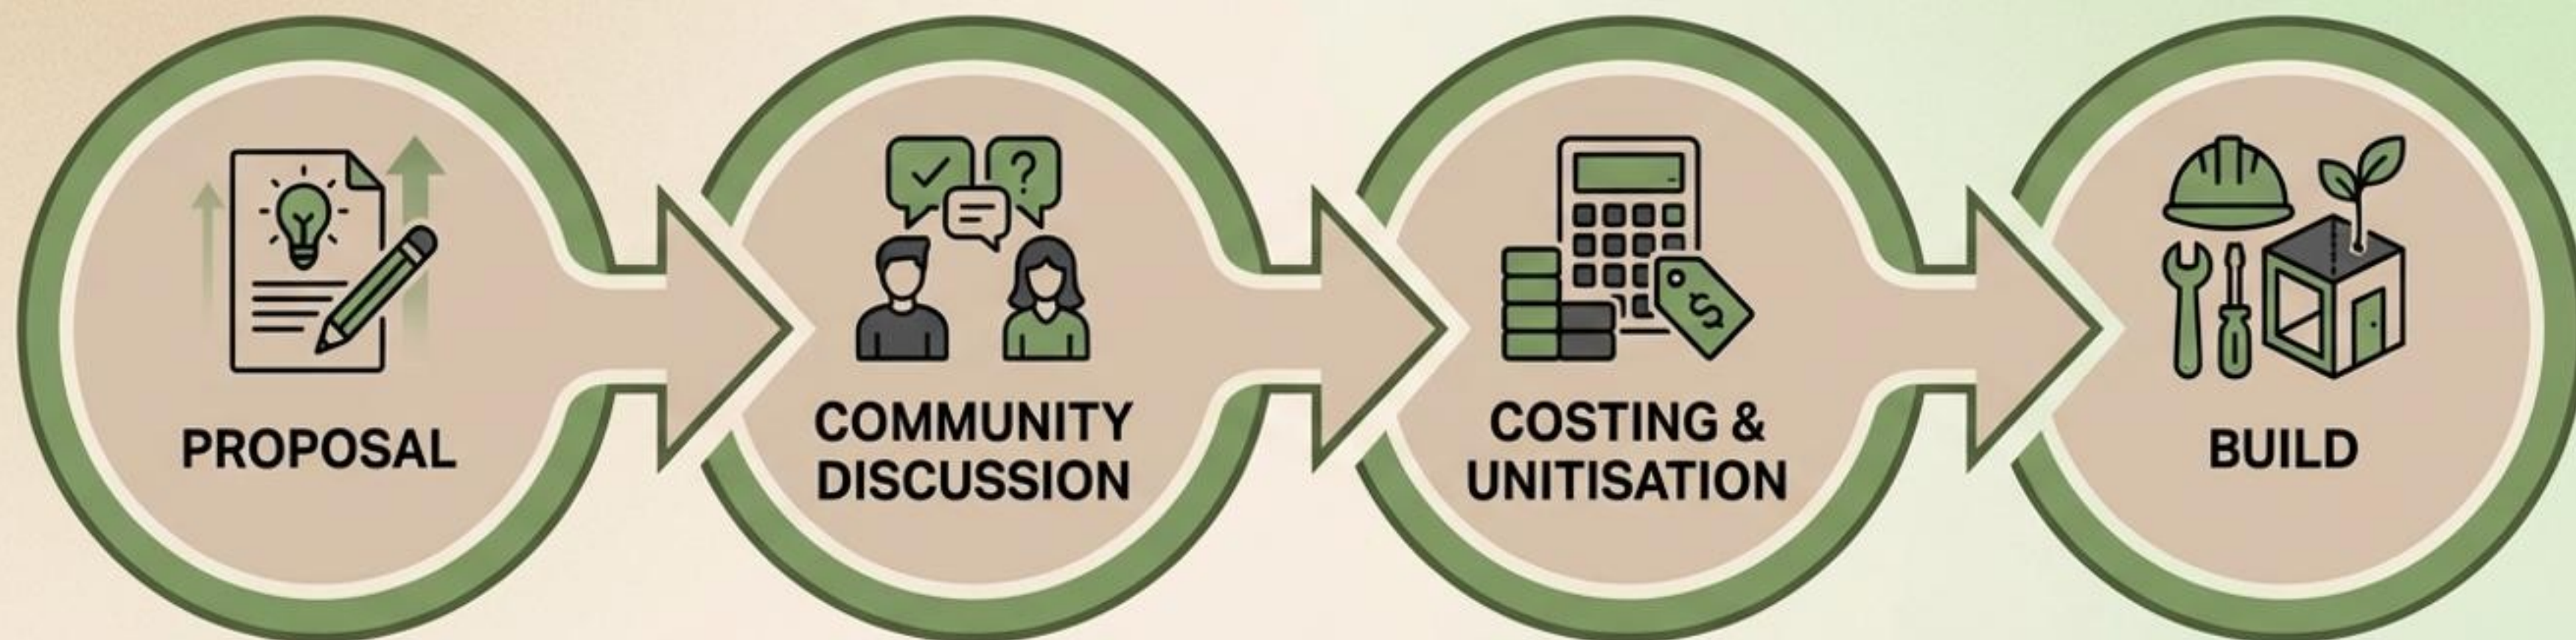 PROPOSAL
COMMUNITY
DISCUSSION
COSTING &
UNITISATION
BUILD
?
$